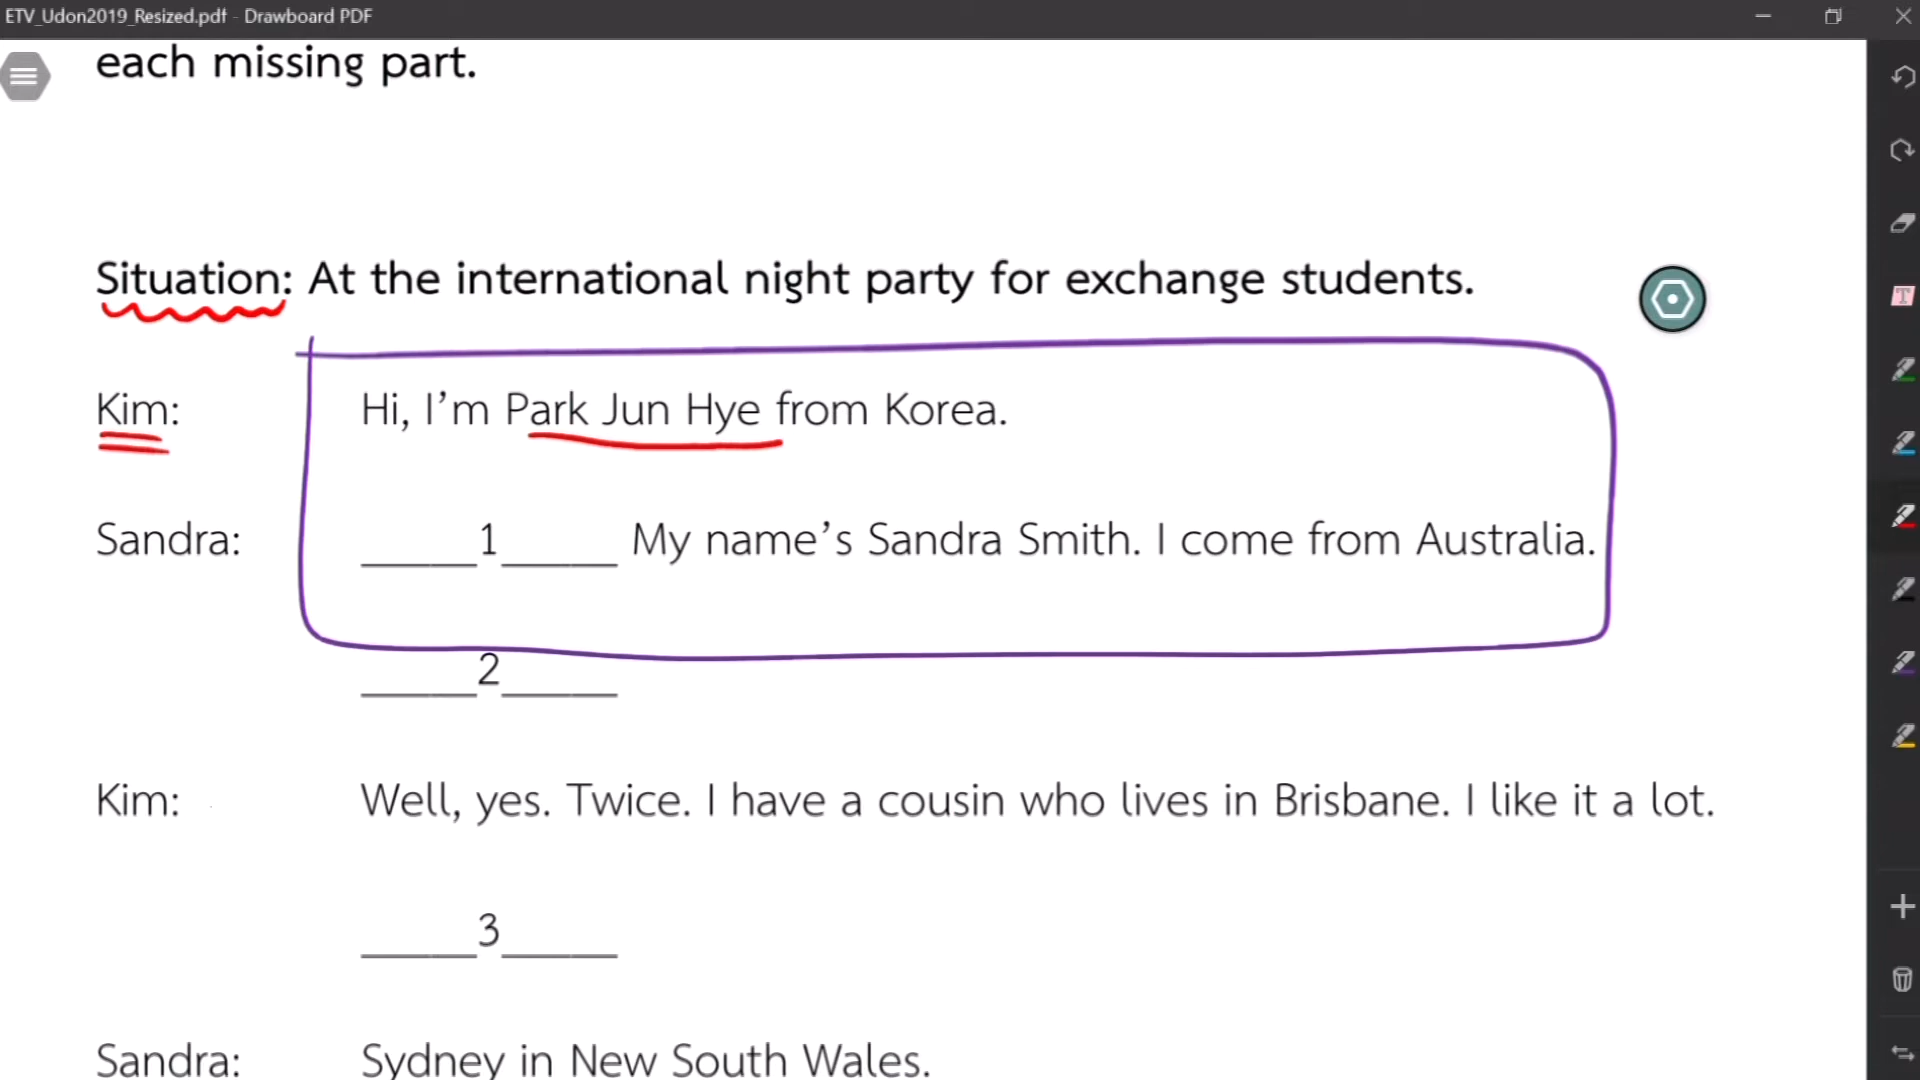 ETV_Udon2019_Resized.pdf - Drawboard PDF
each missing part.
Situation: At the international night party for exchange students.
Kim: Hi, I’m Park Jun Hye from Korea.
Sandra: _____1_____ My name’s Sandra Smith. I come from Australia.
_____2_____
Kim: Well, yes. Twice. I have a cousin who lives in Brisbane. I like it a lot.
_____3_____
Sandra: Sydney in New South Wales.